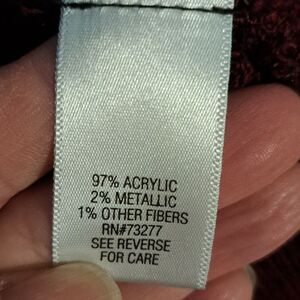 97% ACRYLIC
2% METALLIC
1% OTHER FIBERS
RN#73277
SEE REVERSE
FOR CARE